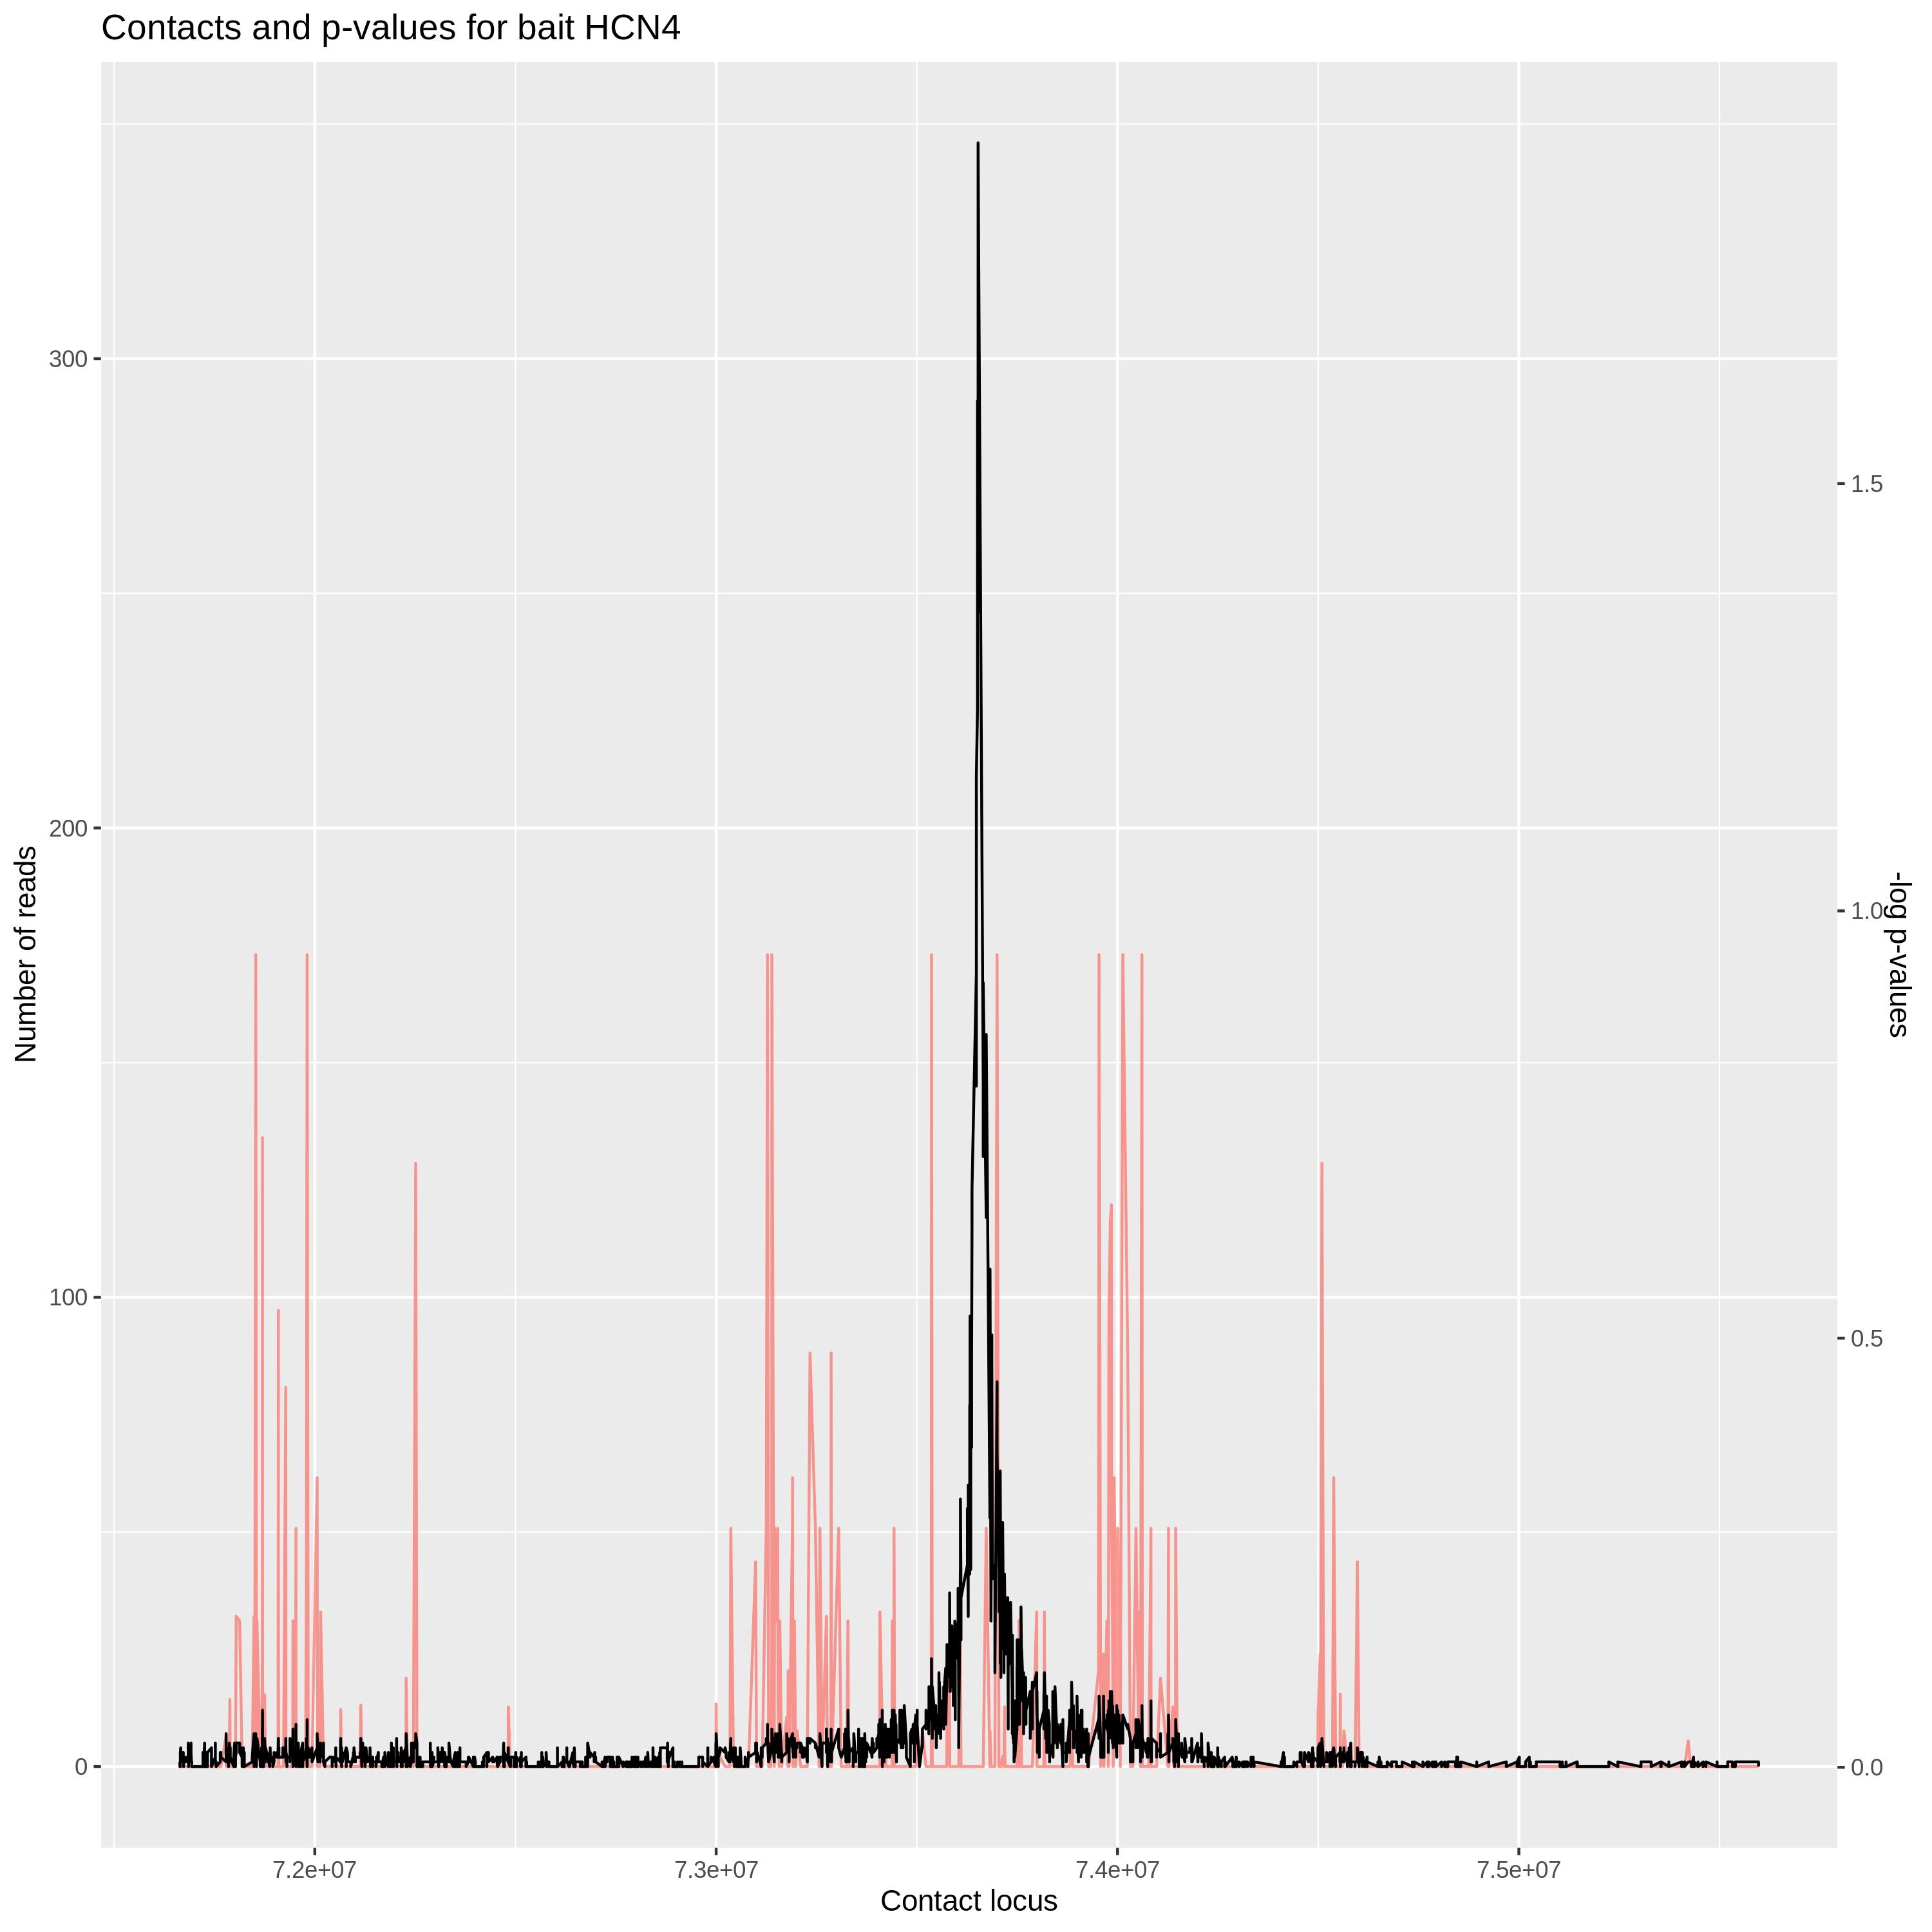 Contacts and p-values for bait HCN4
300
200
100
0
Number of reads
1.5
1.0
0.5
0.0
-log p-values
7.2e+07
7.3e+07
7.4e+07
7.5e+07
Contact locus